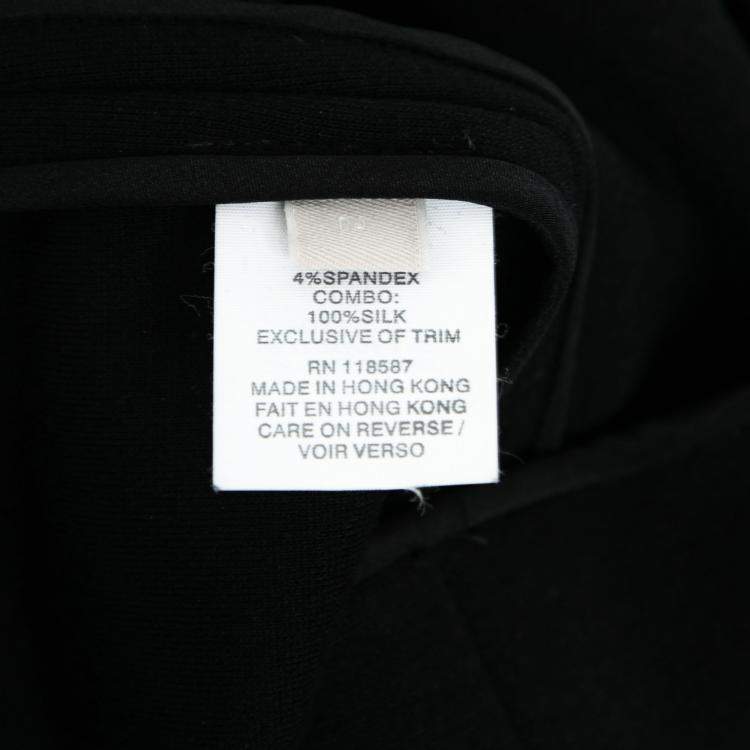 4%SPANDEX
COMBO:
100%SILK
EXCLUSIVE OF TRIM
RN 118587
MADE IN HONG KONG
FAIT EN HONG KONG
CARE ON REVERSE /
VOIR VERSO